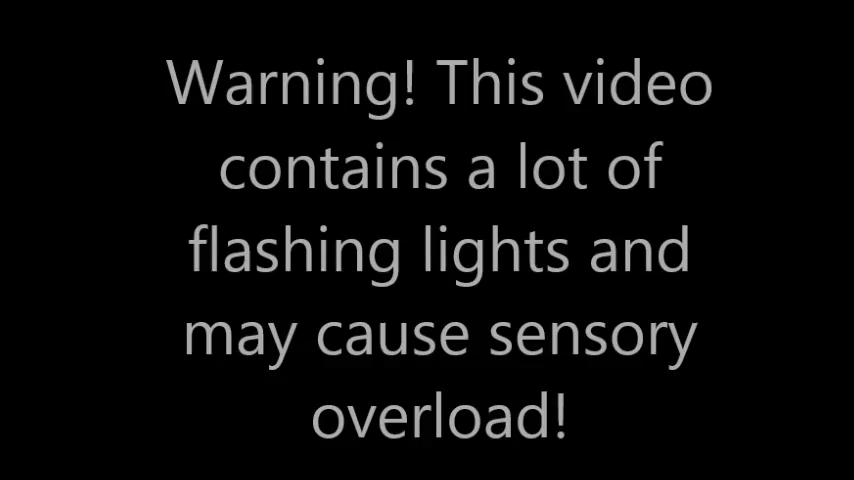 Warning! This video
contains a lot of
flashing lights and
may cause sensory
overload!